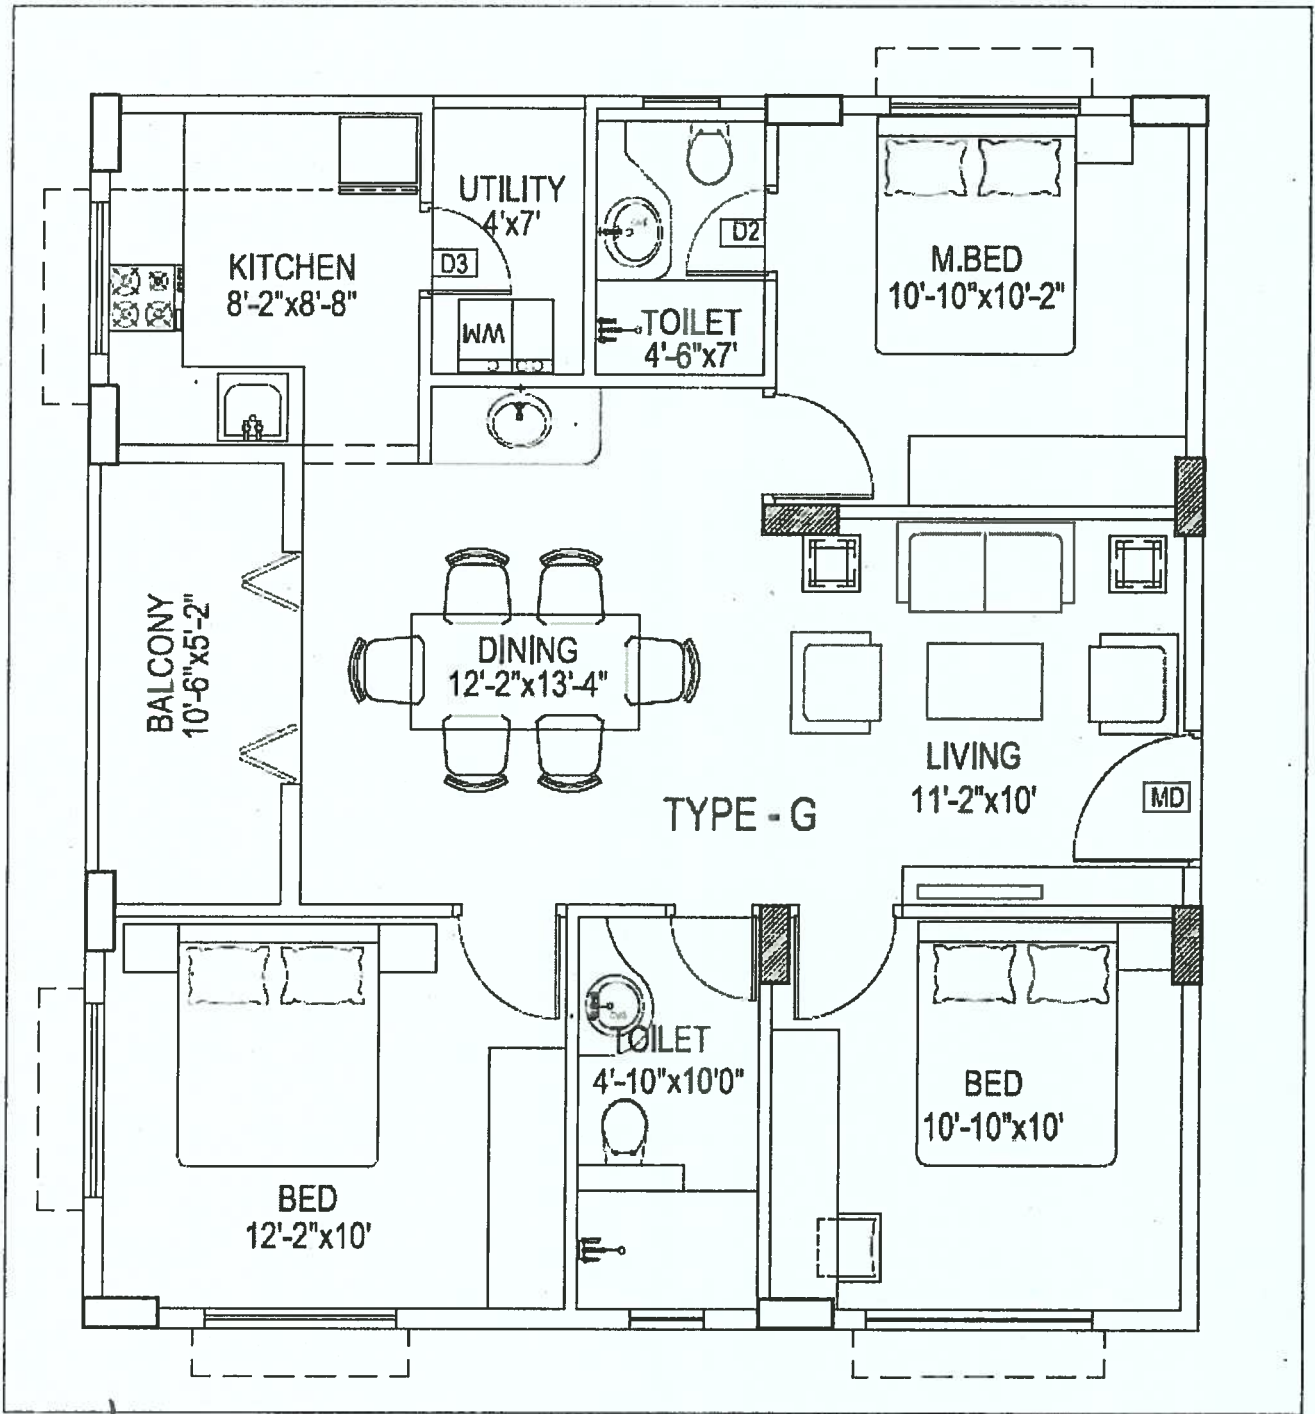 UTILITY
4'x7'
D2
KITCHEN
8'-2"x8'-8"
D3
M.BED
10'-10"x10'-2"
WM
TOILET
4'-6"x7'
BALCONY
10'-6"x5'-2"
DINING
12'-2"x13'-4"
LIVING
11'-2"x10'
MD
TYPE - G
TOILET
4'-10"x10'0"
BED
10'-10"x10'
BED
12'-2"x10'